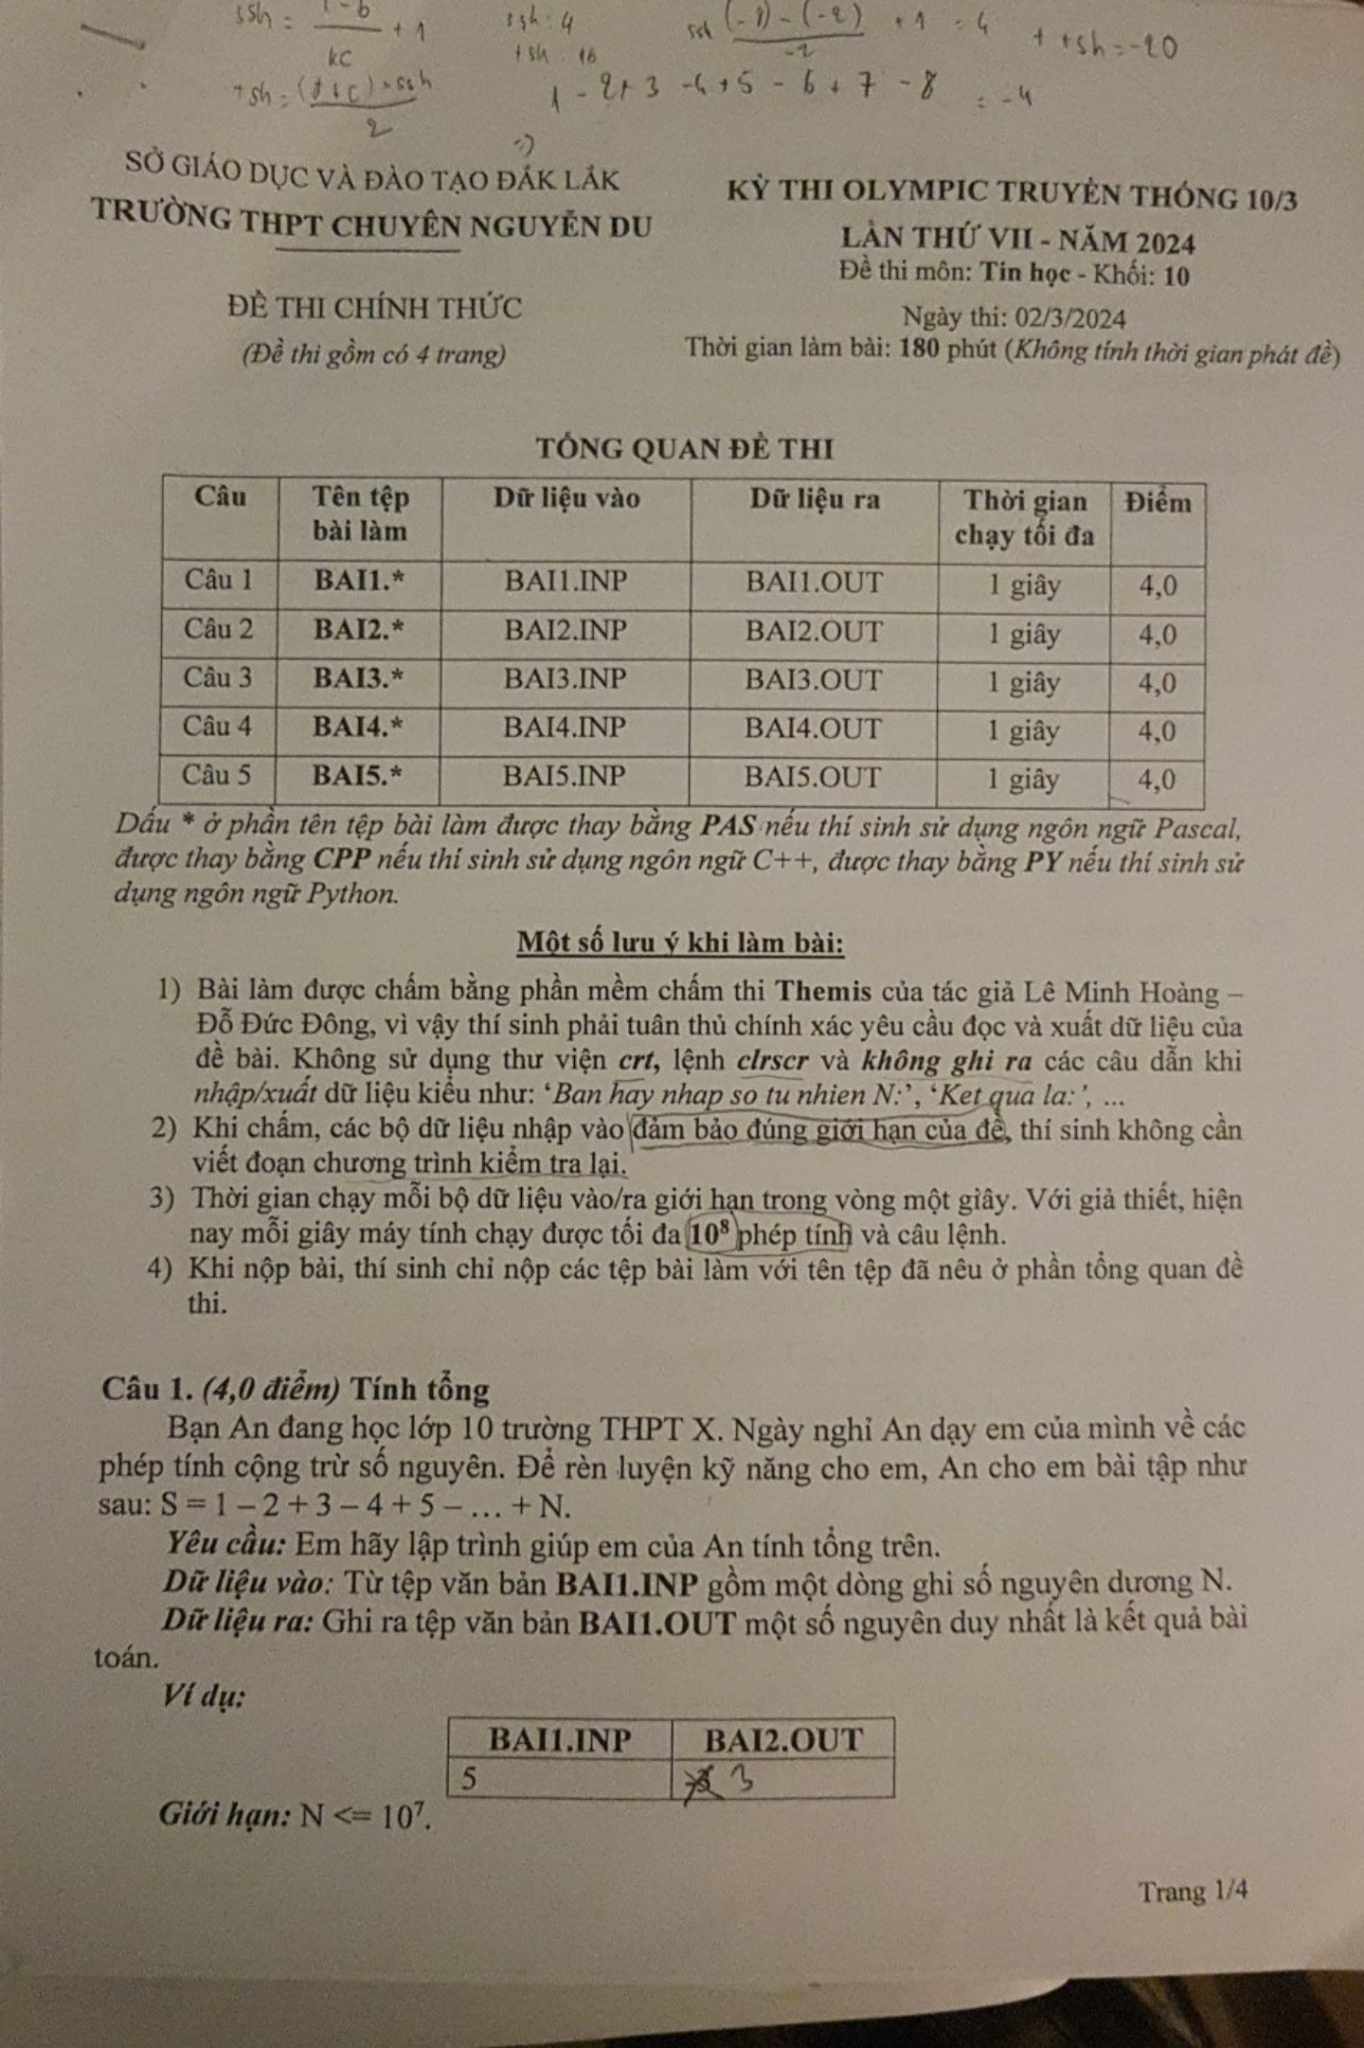 ssh = + 1
KC
ssh: 4
tsh: 16
ssh (-8) - (-2) + 1 = 4
-2
+ tsh = -20
tsh = 
2
1 - 2 + 3 - 4 + 5 - 6 + 7 - 8 = -4
=>
SỞ GIÁO DỤC VÀ ĐÀO TẠO ĐẮK LẮK
TRƯỜNG THPT CHUYÊN NGUYỄN DU
ĐỀ THI CHÍNH THỨC
(Đề thi gồm có 4 trang)
KỲ THI OLYMPIC TRUYỀN THỐNG 10/3
LẦN THỨ VII - NĂM 2024
Đề thi môn: Tin học - Khối: 10
Ngày thi: 02/3/2024
Thời gian làm bài: 180 phút (Không tính thời gian phát đề)
TỔNG QUAN ĐỀ THI
Câu Tên tệp bài làm Dữ liệu vào Dữ liệu ra Thời gian chạy tối đa Điểm
Câu 1 BAI1.* BAI1.INP BAI1.OUT 1 giây 4,0
Câu 2 BAI2.* BAI2.INP BAI2.OUT 1 giây 4,0
Câu 3 BAI3.* BAI3.INP BAI3.OUT 1 giây 4,0
Câu 4 BAI4.* BAI4.INP BAI4.OUT 1 giây 4,0
Câu 5 BAI5.* BAI5.INP BAI5.OUT 1 giây 4,0
Dấu * ở phần tên tệp bài làm được thay bằng PAS nếu thí sinh sử dụng ngôn ngữ Pascal,
được thay bằng CPP nếu thí sinh sử dụng ngôn ngữ C++, được thay bằng PY nếu thí sinh sử
dụng ngôn ngữ Python.
Một số lưu ý khi làm bài:
1) Bài làm được chấm bằng phần mềm chấm thi Themis của tác giả Lê Minh Hoàng –
Đỗ Đức Đông, vì vậy thí sinh phải tuân thủ chính xác yêu cầu đọc và xuất dữ liệu của
đề bài. Không sử dụng thư viện crt, lệnh clrscr và không ghi ra các câu dẫn khi
nhập/xuất dữ liệu kiểu như: ‘Ban hay nhap so tu nhien N:’, ‘Ket qua la:’, ...
2) Khi chấm, các bộ dữ liệu nhập vào đảm bảo đúng giới hạn của đề, thí sinh không cần
viết đoạn chương trình kiểm tra lại.
3) Thời gian chạy mỗi bộ dữ liệu vào/ra giới hạn trong vòng một giây. Với giả thiết, hiện
nay mỗi giây máy tính chạy được tối đa 10⁸ phép tính và câu lệnh.
4) Khi nộp bài, thí sinh chỉ nộp các tệp bài làm với tên tệp đã nêu ở phần tổng quan đề
thi.
Câu 1. (4,0 điểm) Tính tổng
Bạn An đang học lớp 10 trường THPT X. Ngày nghỉ An dạy em của mình về các
phép tính cộng trừ số nguyên. Để rèn luyện kỹ năng cho em, An cho em bài tập như
sau: S = 1 – 2 + 3 – 4 + 5 – ... + N.
Yêu cầu: Em hãy lập trình giúp em của An tính tổng trên.
Dữ liệu vào: Từ tệp văn bản BAI1.INP gồm một dòng ghi số nguyên dương N.
Dữ liệu ra: Ghi ra tệp văn bản BAI1.OUT một số nguyên duy nhất là kết quả bài
toán.
Ví dụ:
BAI1.INP BAI2.OUT
5 3
Giới hạn: N <= 10⁷.
Trang 1/4